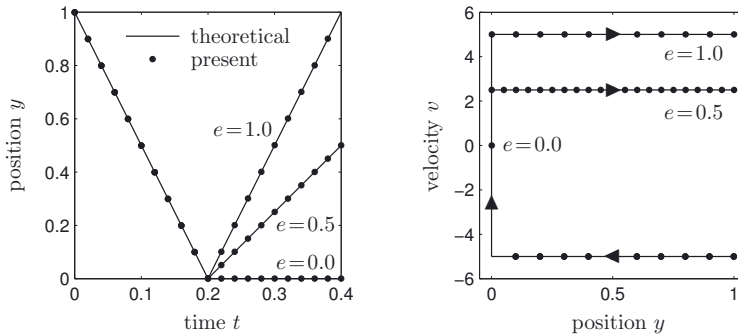 1
0.8
0.6
0.4
0.2
0
position y
theoretical
present
e=1.0
e=0.5
e=0.0
0 0.1 0.2 0.3 0.4
time t
6
4
2
0
−2
−4
−6
velocity v
e=1.0
e=0.5
e=0.0
0 0.5 1
position y